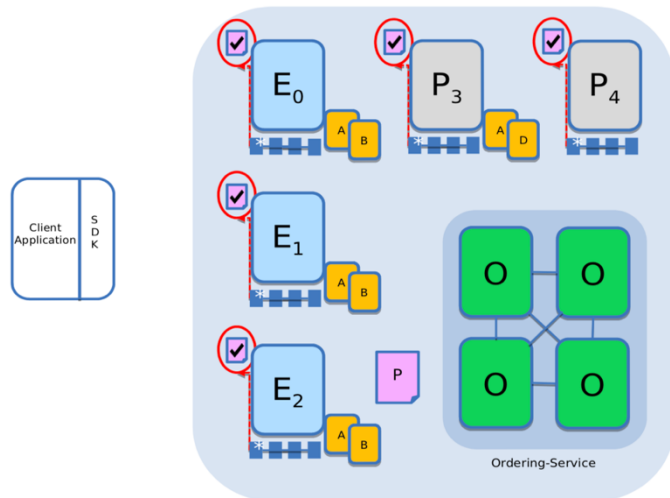 E0
A
B
P3
A
D
P4
*
*
*
Client
Application
S
D
K
E1
A
B
*
O
O
E2
A
B
*
P
O
O
Ordering-Service